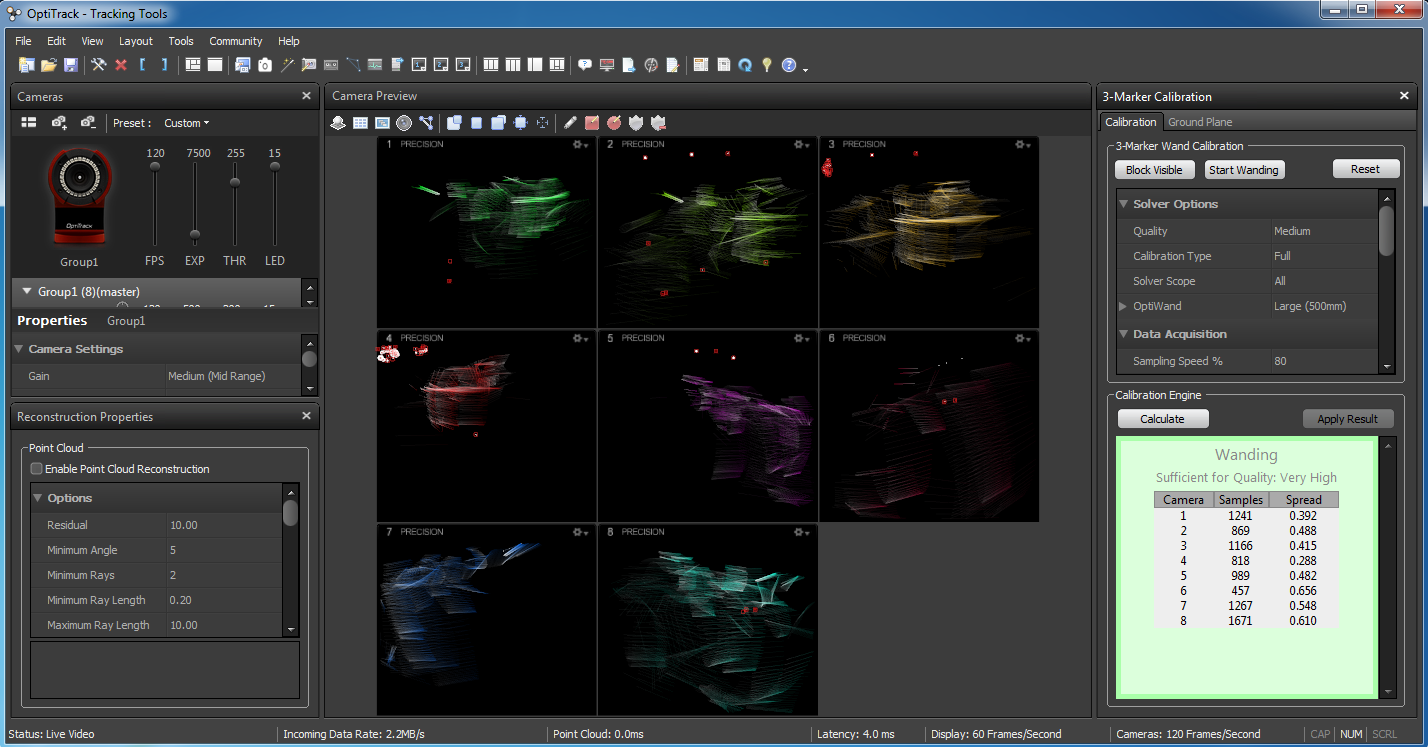 OptiTrack - Tracking Tools
File Edit View Layout Tools Community Help
Cameras
Preset : Custom
120 7500 255 15
OptiTrack
Group1
FPS EXP THR LED
Group1 (8)(master)
Properties Group1
Camera Settings
Gain Medium (Mid Range)
Reconstruction Properties
Point Cloud
Enable Point Cloud Reconstruction
Options
Residual 10.00
Minimum Angle 5
Minimum Rays 2
Minimum Ray Length 0.20
Maximum Ray Length 10.00
Camera Preview
1 PRECISION
2 PRECISION
3 PRECISION
4 PRECISION
5 PRECISION
6 PRECISION
7 PRECISION
8 PRECISION
3-Marker Calibration
Calibration Ground Plane
3-Marker Wand Calibration
Block Visible Start Wanding Reset
Solver Options
Quality Medium
Calibration Type Full
Solver Scope All
OptiWand Large (500mm)
Data Acquisition
Sampling Speed % 80
Calibration Engine
Calculate Apply Result
Wanding
Sufficient for Quality: Very High
Camera Samples Spread
1 1241 0.392
2 869 0.488
3 1166 0.415
4 818 0.288
5 989 0.482
6 457 0.656
7 1267 0.548
8 1671 0.610
Status: Live Video Incoming Data Rate: 2.2MB/s Point Cloud: 0.0ms Latency: 4.0 ms Display: 60 Frames/Second Cameras: 120 Frames/Second CAP NUM SCRL